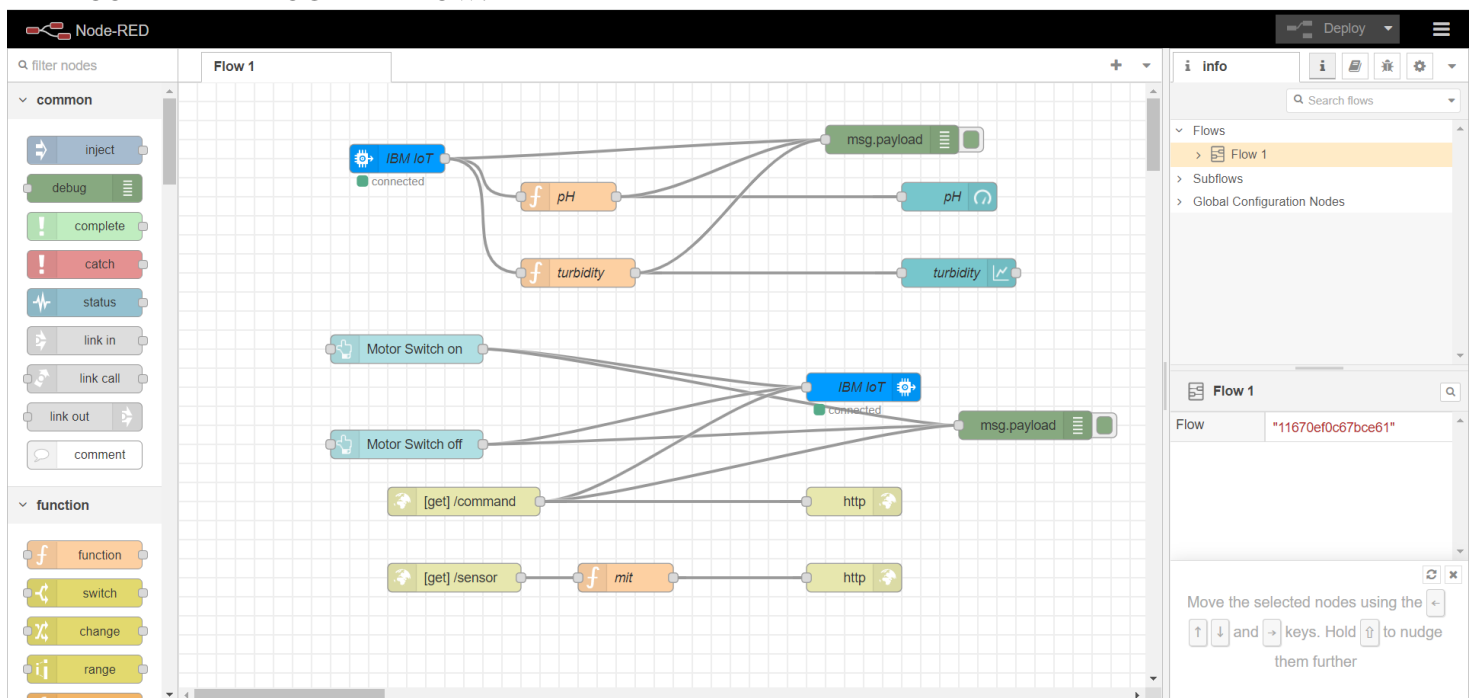 Node-RED
Deploy
filter nodes
Flow 1
info
i
Search flows
common
inject
debug
complete
catch
status
link in
link call
link out
comment
function
function
switch
change
range
IBM IoT
connected
msg.payload
pH
pH
turbidity
turbidity
Motor Switch on
IBM IoT
connected
msg.payload
Motor Switch off
[get] /command
http
[get] /sensor
mit
http
Flows
Flow 1
Subflows
Global Configuration Nodes
Flow 1
Flow "11670ef0c67bce61"
Move the selected nodes using the ←
↑ ↓ and → keys. Hold ⇧ to nudge
them further